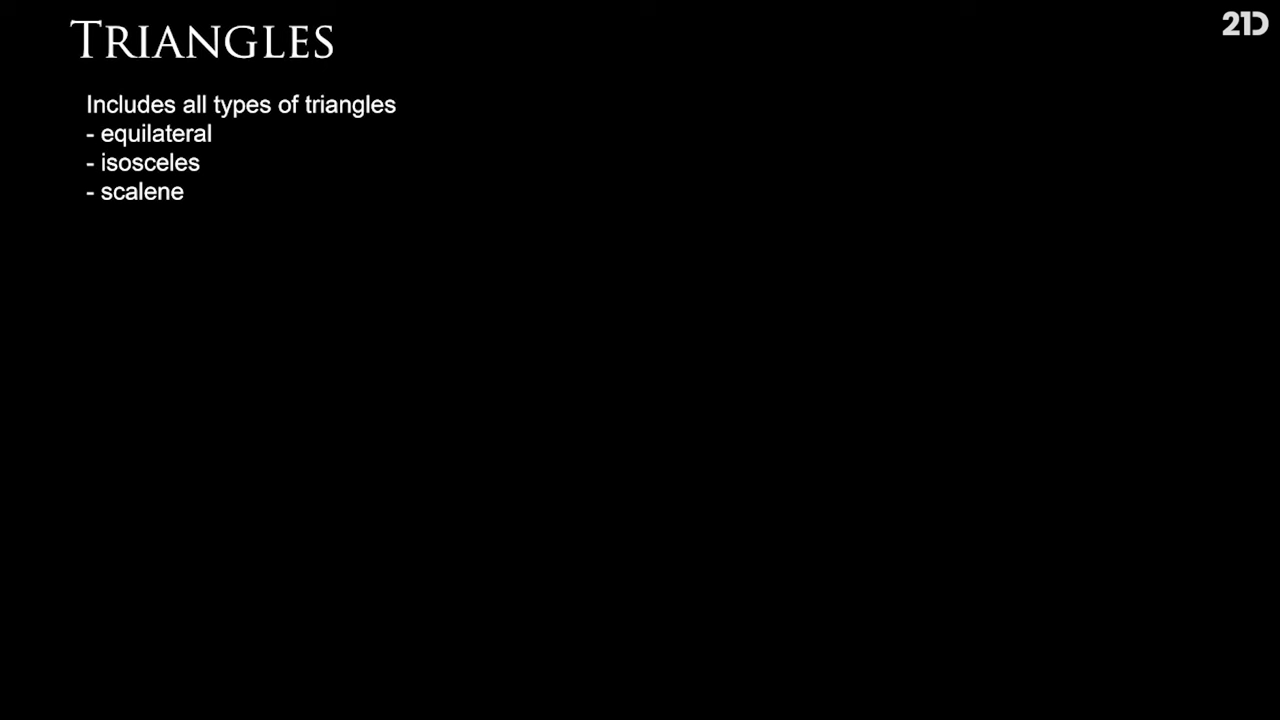 TRIANGLES
21D
Includes all types of triangles
- equilateral
- isosceles
- scalene